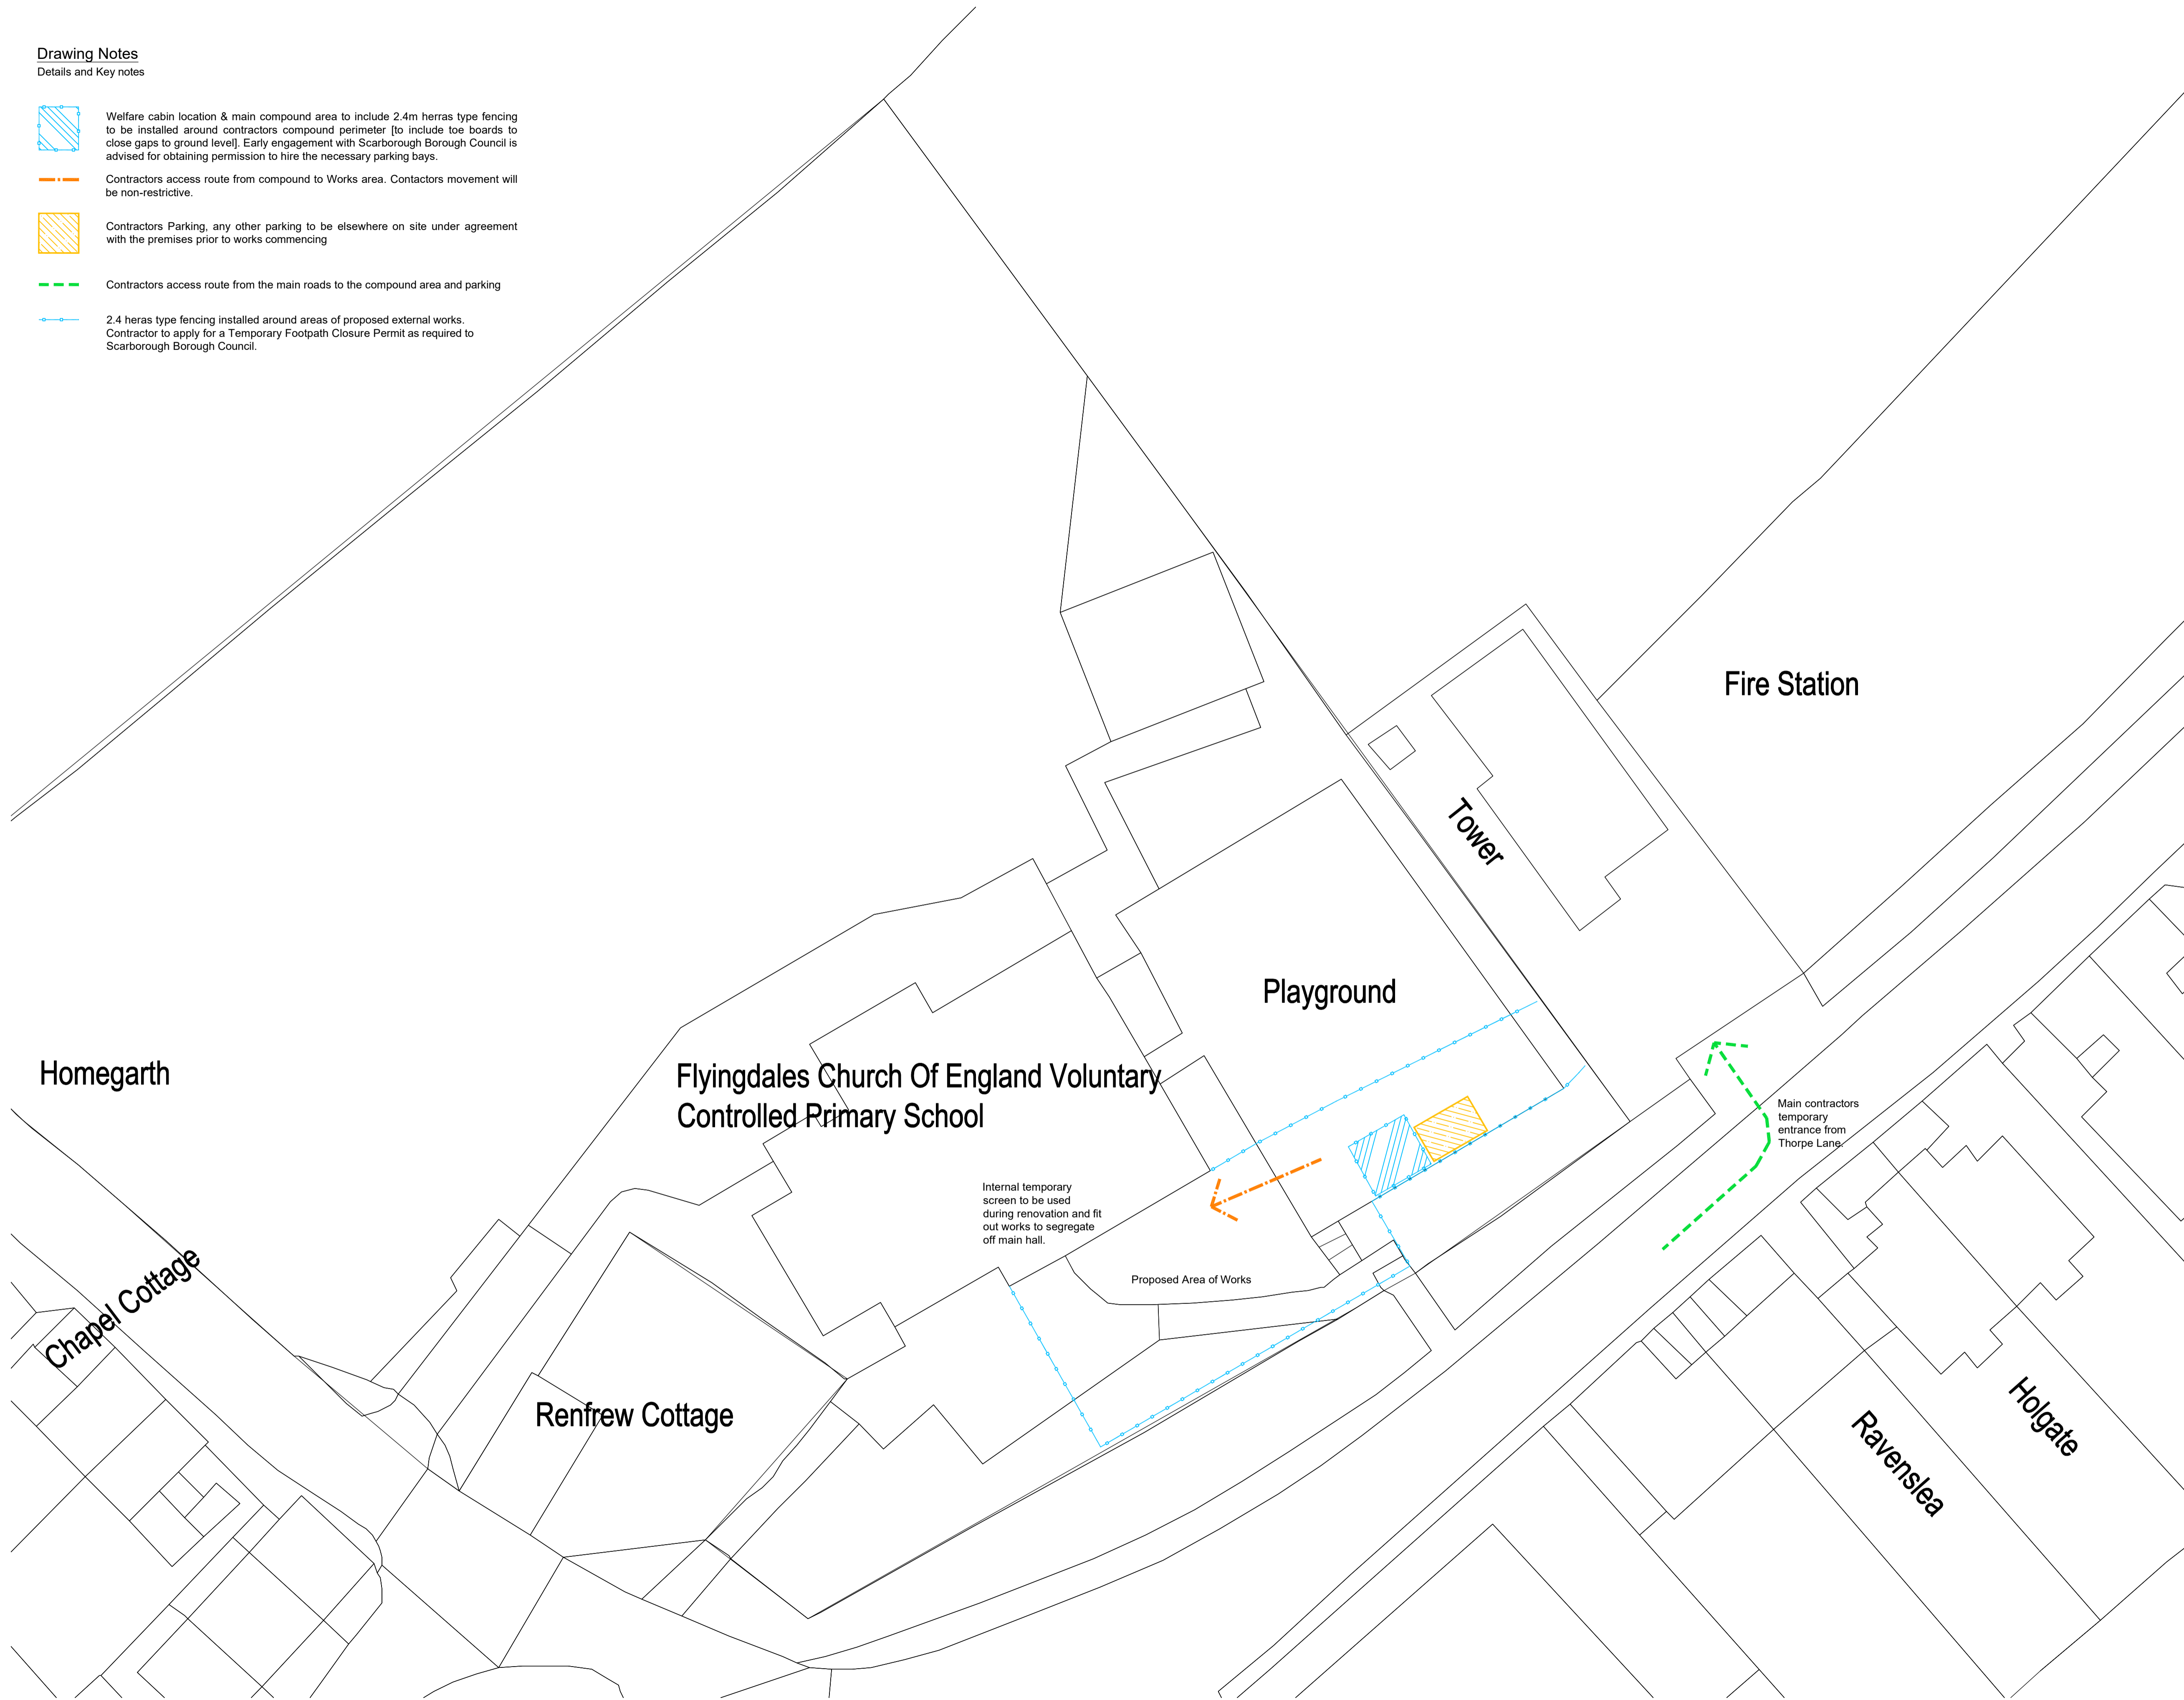 Drawing Notes
Details and Key notes
Welfare cabin location & main compound area to include 2.4m herras type fencing
to be installed around contractors compound perimeter [to include toe boards to
close gaps to ground level]. Early engagement with Scarborough Borough Council is
advised for obtaining permission to hire the necessary parking bays.
Contractors access route from compound to Works area. Contactors movement will
be non-restrictive.
Contractors Parking, any other parking to be elsewhere on site under agreement
with the premises prior to works commencing
Contractors access route from the main roads to the compound area and parking
2.4 heras type fencing installed around areas of proposed external works.
Contractor to apply for a Temporary Footpath Closure Permit as required to
Scarborough Borough Council.
Fire Station
Tower
Playground
Homegarth
Flyingdales Church Of England Voluntary
Controlled Primary School
Main contractors
temporary
entrance from
Thorpe Lane.
Internal temporary
screen to be used
during renovation and fit
out works to segregate
off main hall.
Proposed Area of Works
Chapel Cottage
Renfrew Cottage
Holgate
Ravenslea